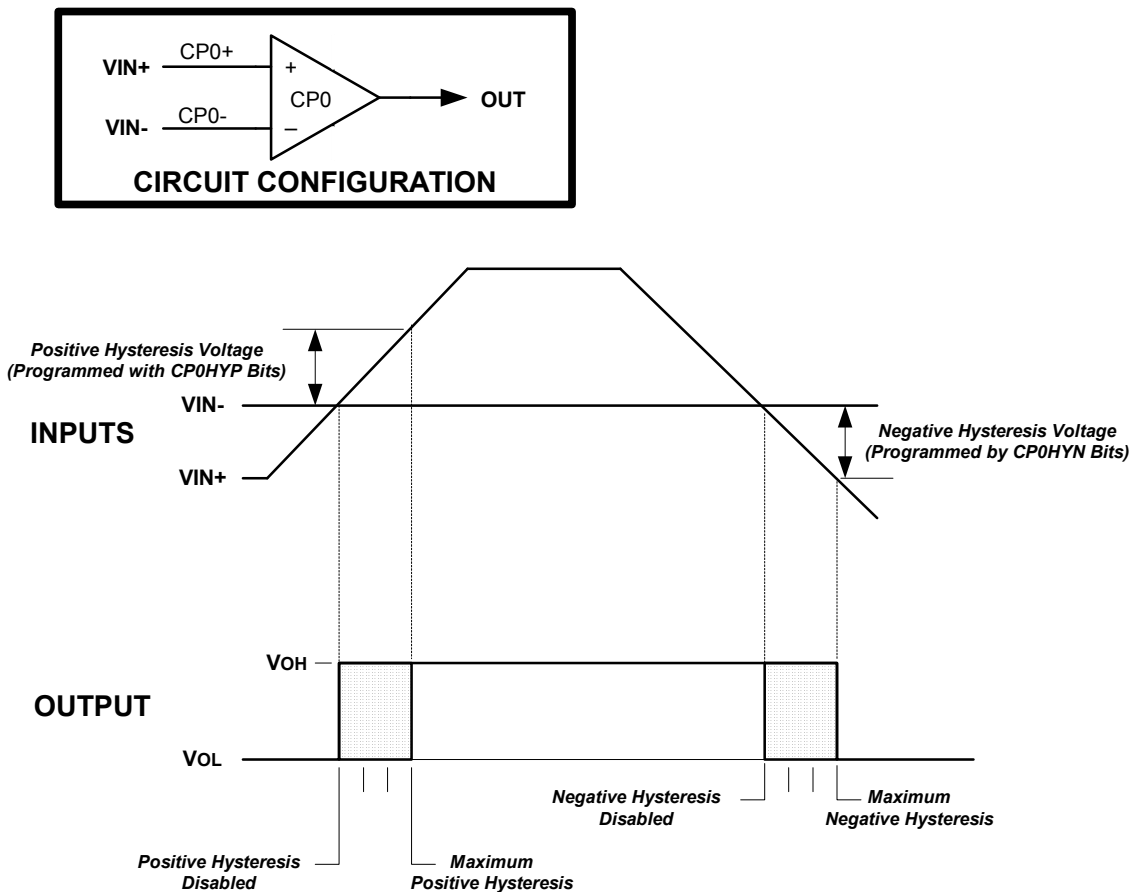 CP0+
VIN+
+
CP0
OUT
VIN-
CP0-
–
CIRCUIT CONFIGURATION
Positive Hysteresis Voltage
(Programmed with CP0HYP Bits)
VIN-
INPUTS
Negative Hysteresis Voltage
(Programmed by CP0HYN Bits)
VIN+
VOH
OUTPUT
VOL
Negative Hysteresis
Disabled
Maximum
Negative Hysteresis
Positive Hysteresis
Disabled
Maximum
Positive Hysteresis